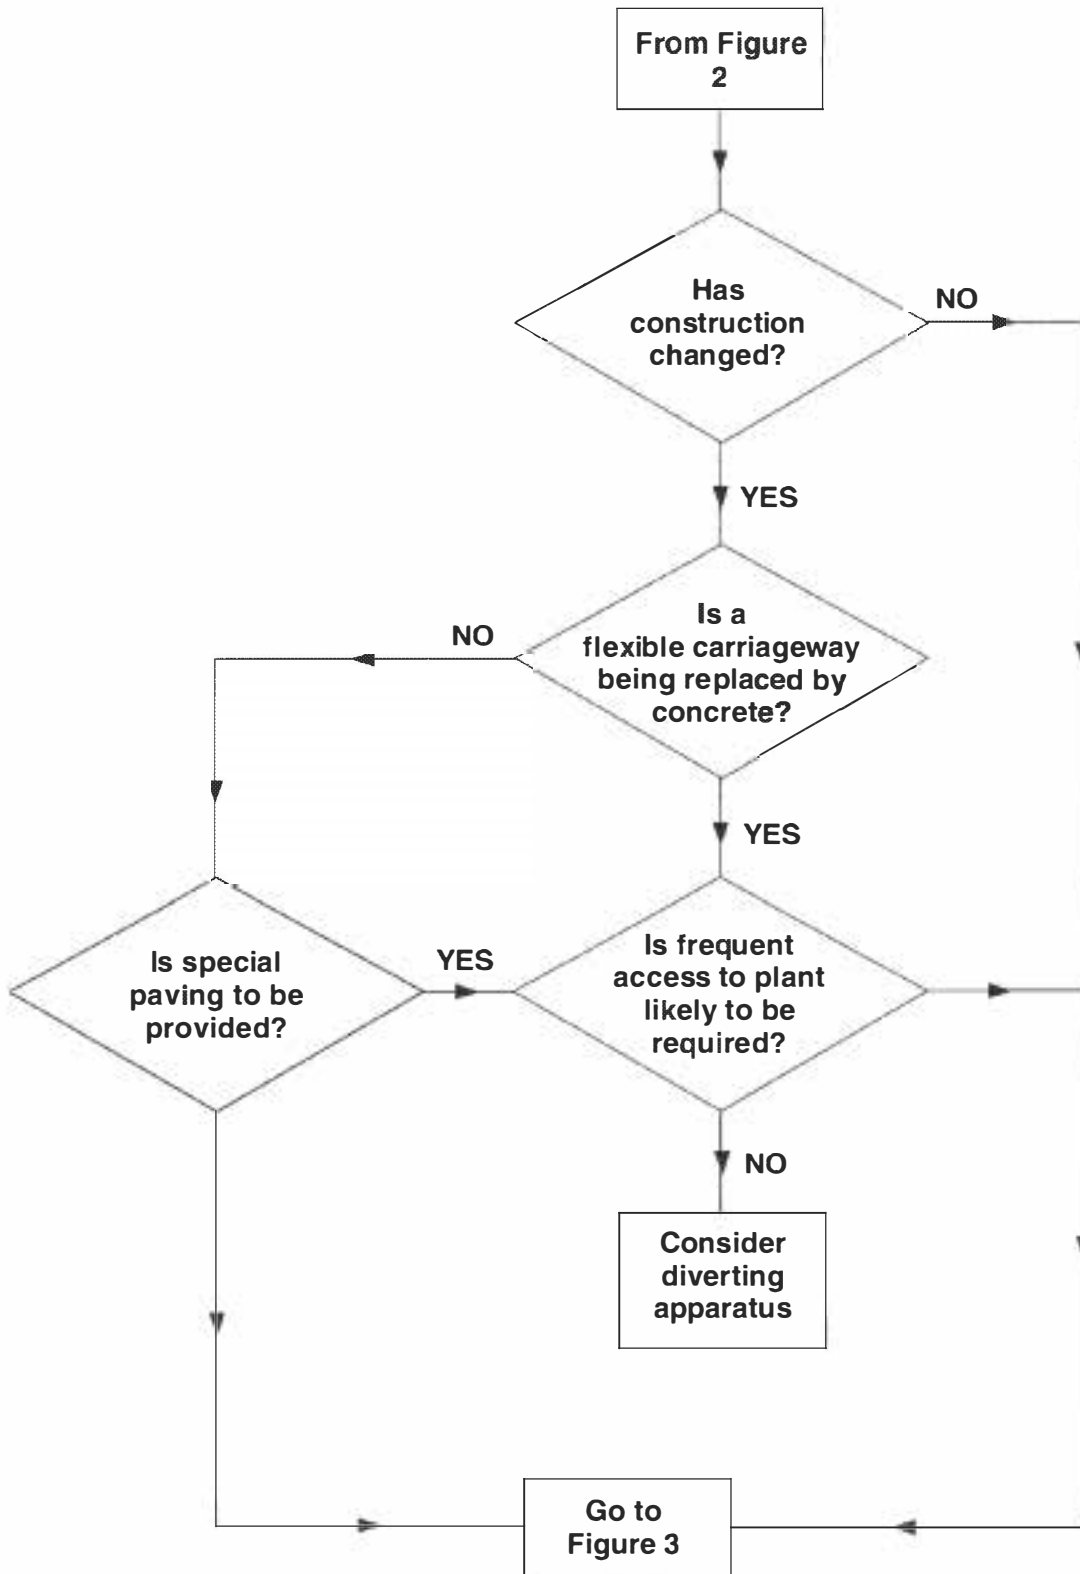 From Figure
2
Has
construction
changed?
NO
YES
Is a
flexible carriageway
being replaced by
concrete?
NO
YES
Is special
paving to be
provided?
YES
Is frequent
access to plant
likely to be
required?
NO
Consider
diverting
apparatus
Go to
Figure 3